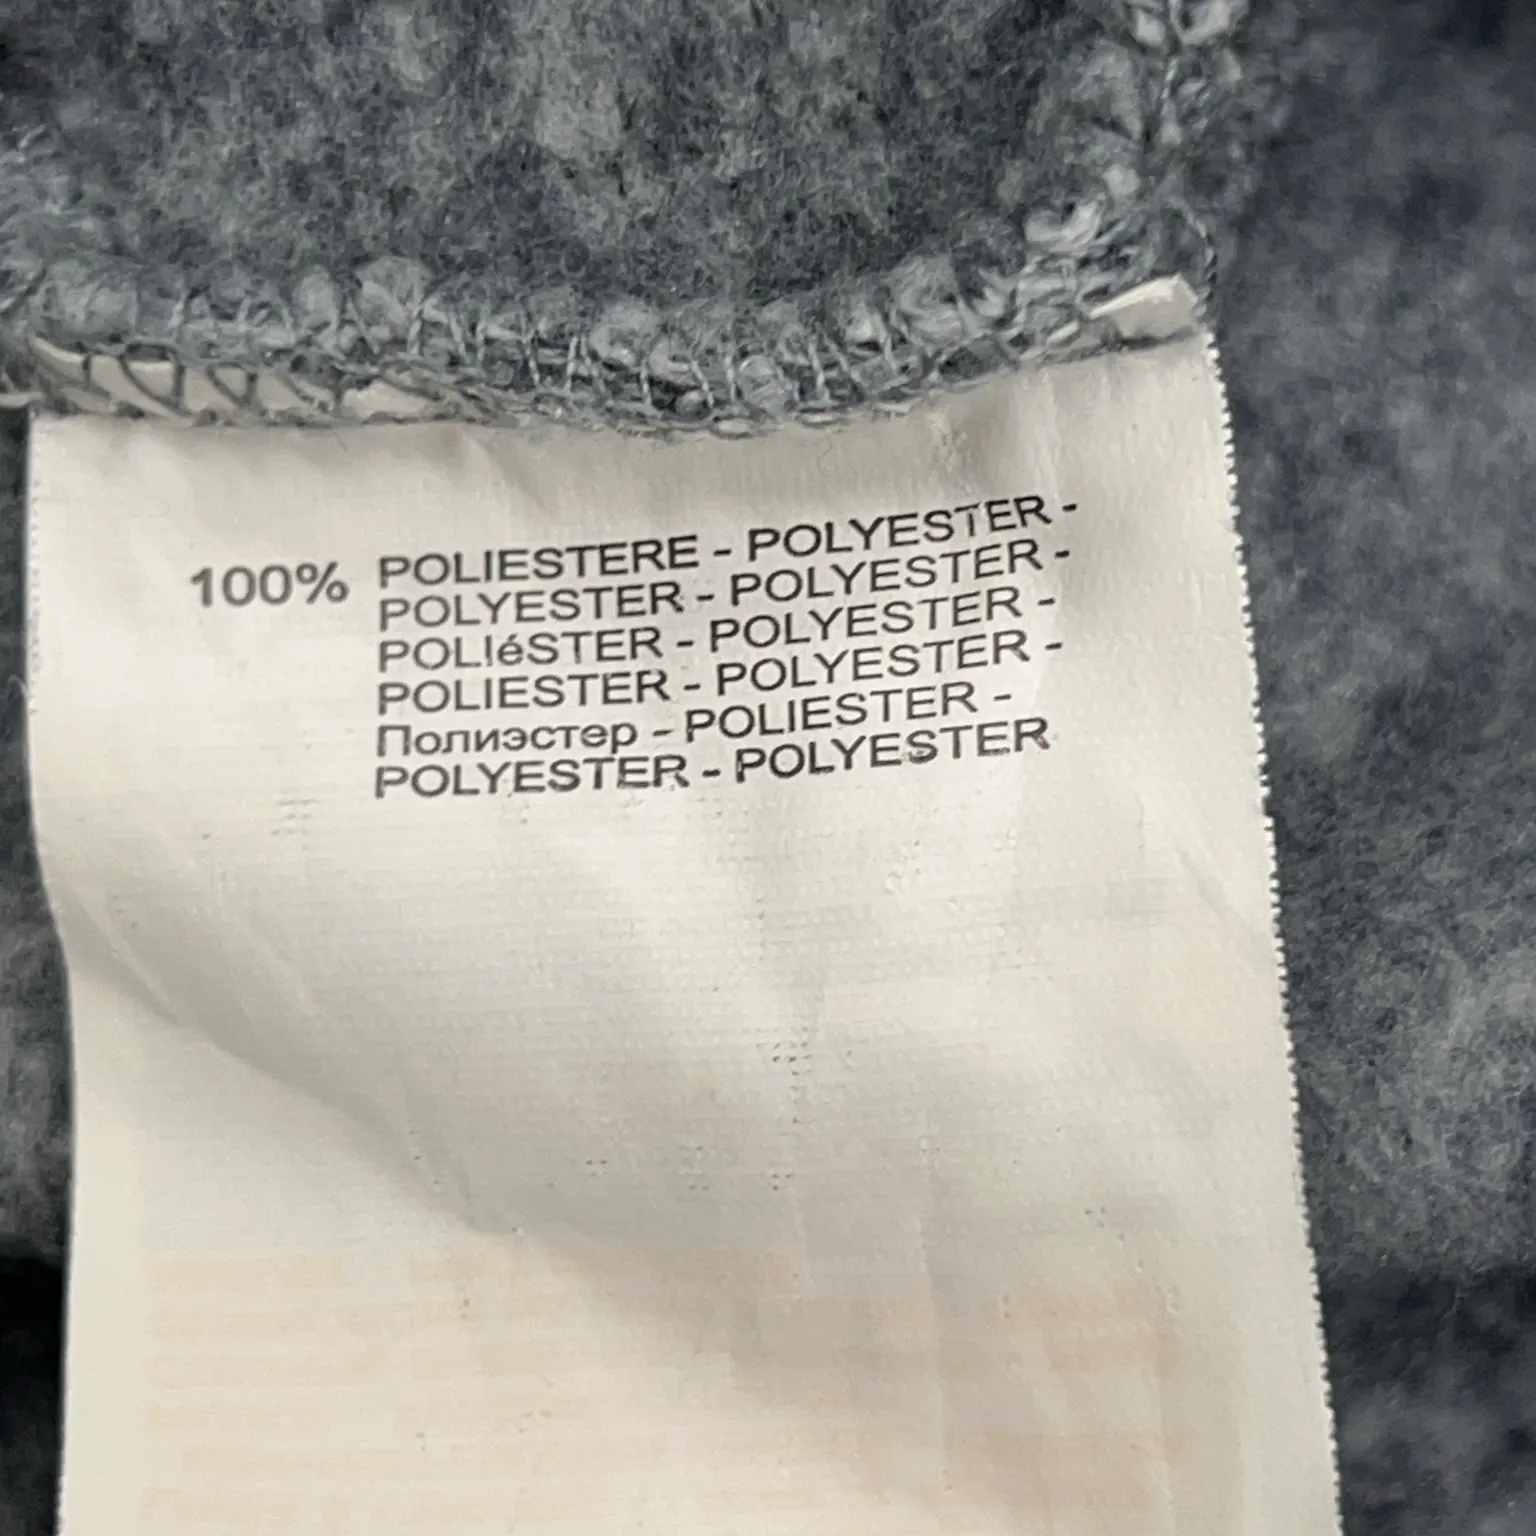 100% POLIESTERE - POLYESTER -
POLYESTER - POLYESTER -
POLIéSTER - POLYESTER -
POLIESTER - POLYESTER -
Полиэстер - POLIESTER -
POLYESTER - POLYESTER